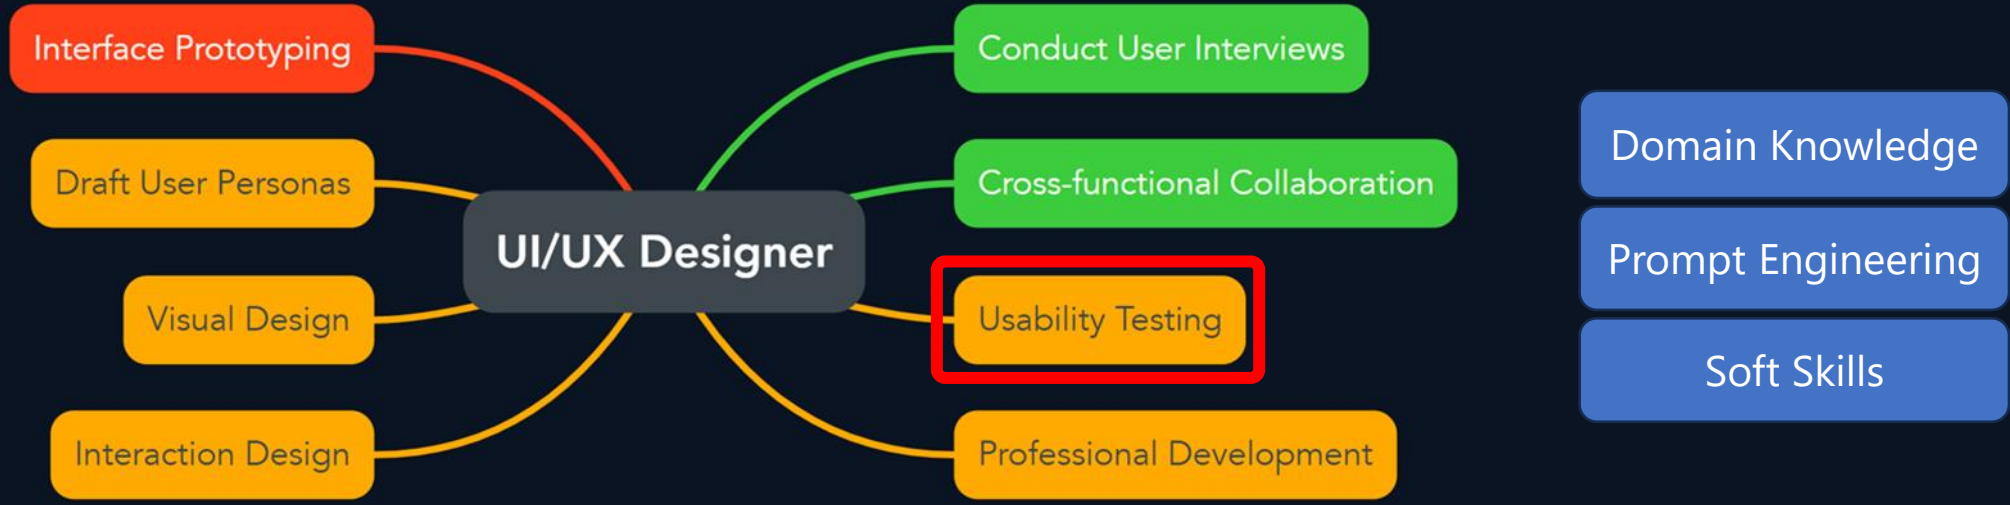 Interface Prototyping
Draft User Personas
Visual Design
Interaction Design
UI/UX Designer
Conduct User Interviews
Cross-functional Collaboration
Usability Testing
Professional Development
Domain Knowledge
Prompt Engineering
Soft Skills